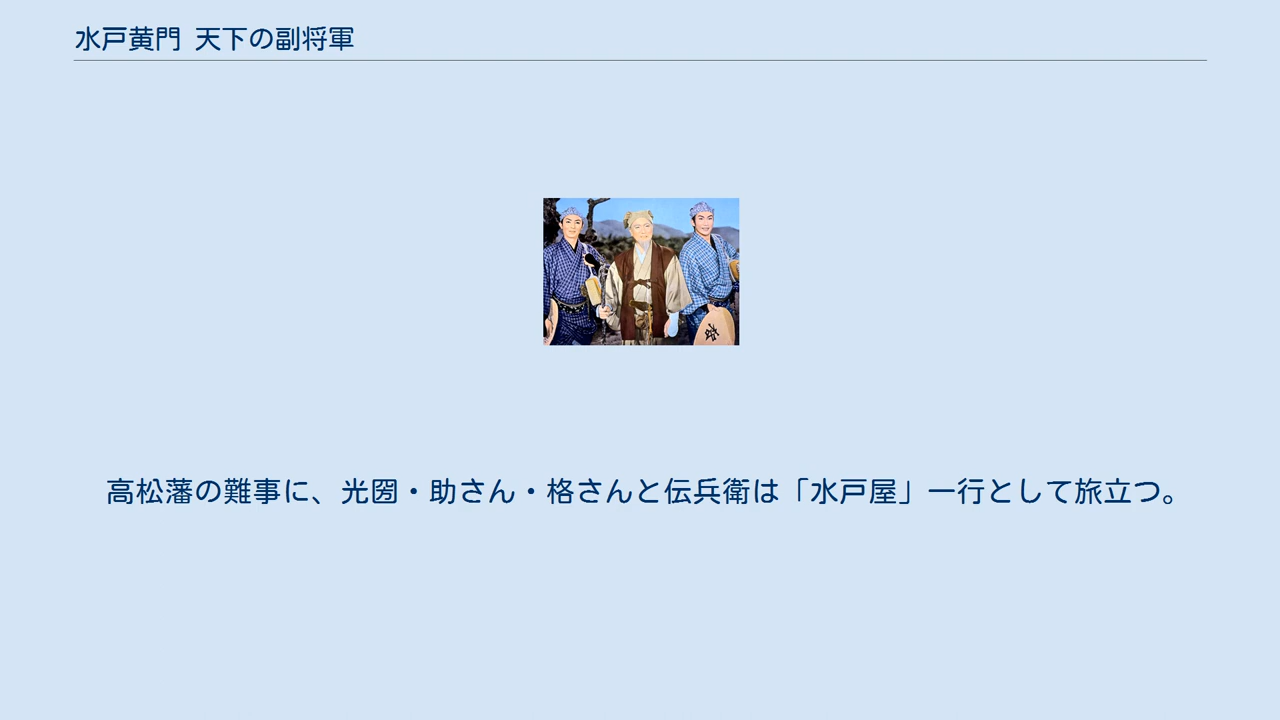 水戸黄門 天下の副将軍
格
高松藩の難事に、光圀・助さん・格さんと伝兵衛は「水戸屋」一行として旅立つ。